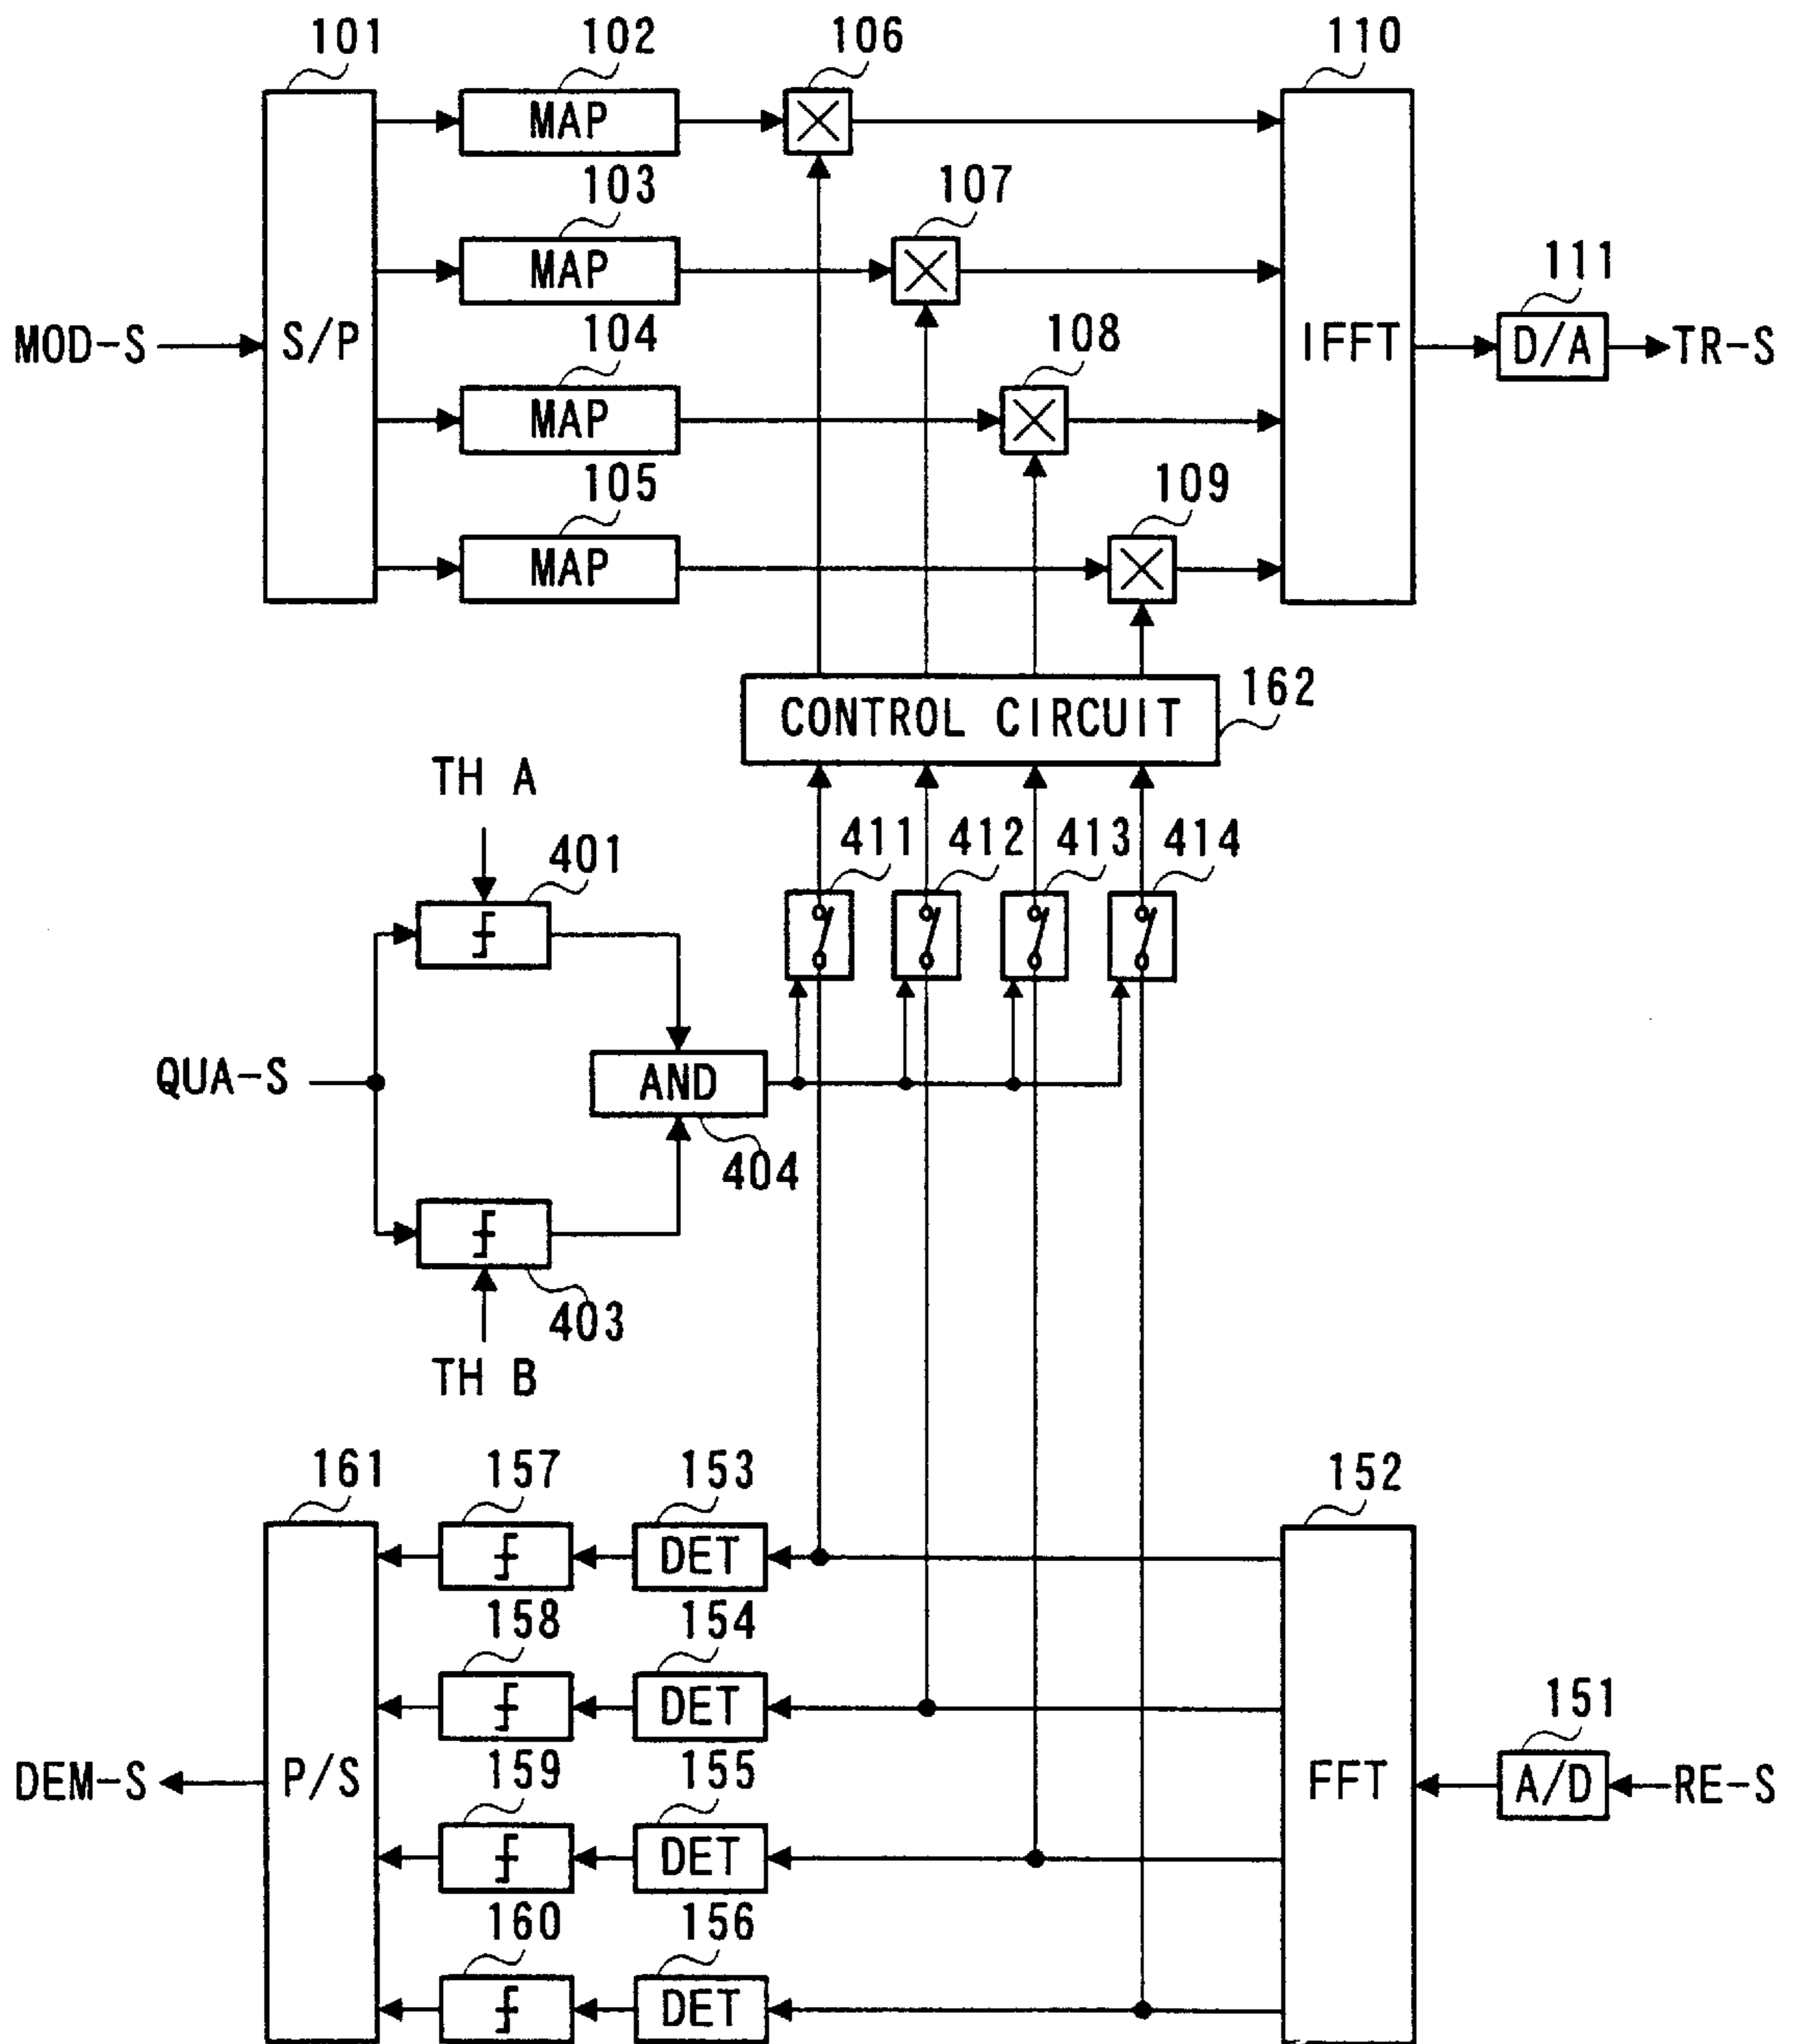 101
102
106
110
MAP
103
107
MAP
111
104
108
MOD-S
S/P
MAP
IFFT
D/A
TR-S
105
109
MAP
162
CONTROL CIRCUIT
TH A
401
411
412
413
414
QUA-S
AND
404
403
TH B
161
157
153
152
DET
158
154
DET
151
159
155
DEM-S
P/S
DET
FFT
A/D
RE-S
160
156
DET